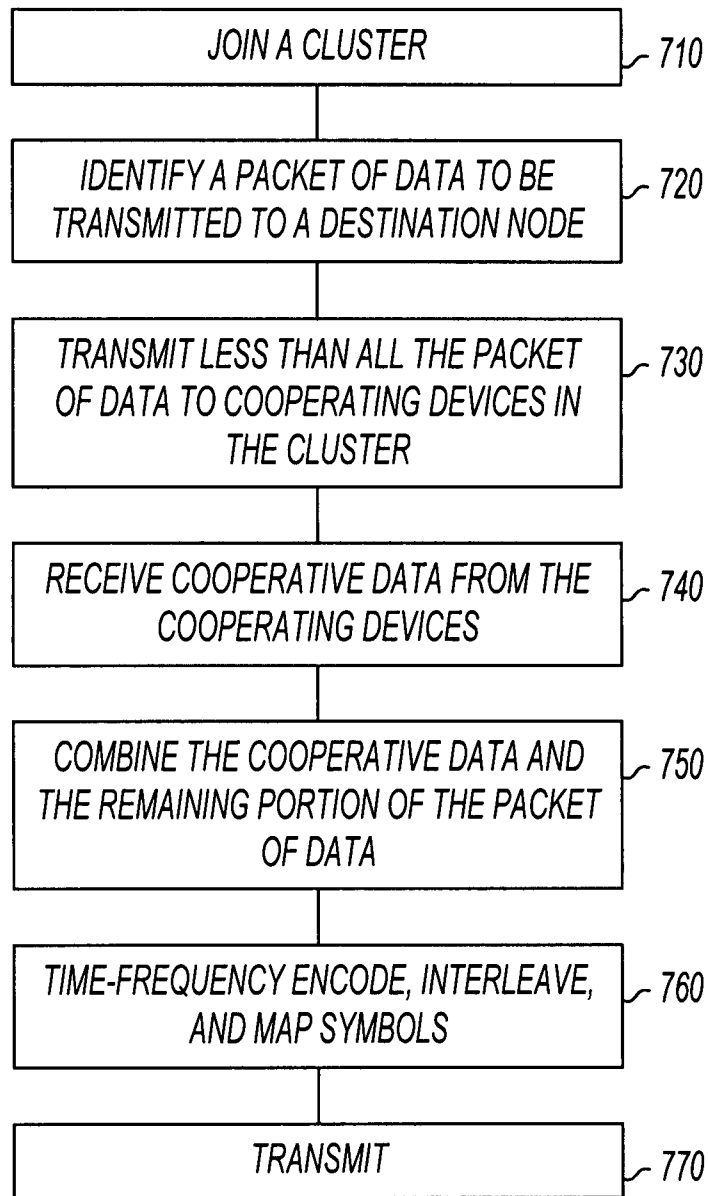 JOIN A CLUSTER
710
IDENTIFY A PACKET OF DATA TO BE
TRANSMITTED TO A DESTINATION NODE
720
TRANSMIT LESS THAN ALL THE PACKET
OF DATA TO COOPERATING DEVICES IN
THE CLUSTER
730
RECEIVE COOPERATIVE DATA FROM THE
COOPERATING DEVICES
740
COMBINE THE COOPERATIVE DATA AND
THE REMAINING PORTION OF THE PACKET
OF DATA
750
TIME-FREQUENCY ENCODE, INTERLEAVE,
AND MAP SYMBOLS
760
TRANSMIT
770